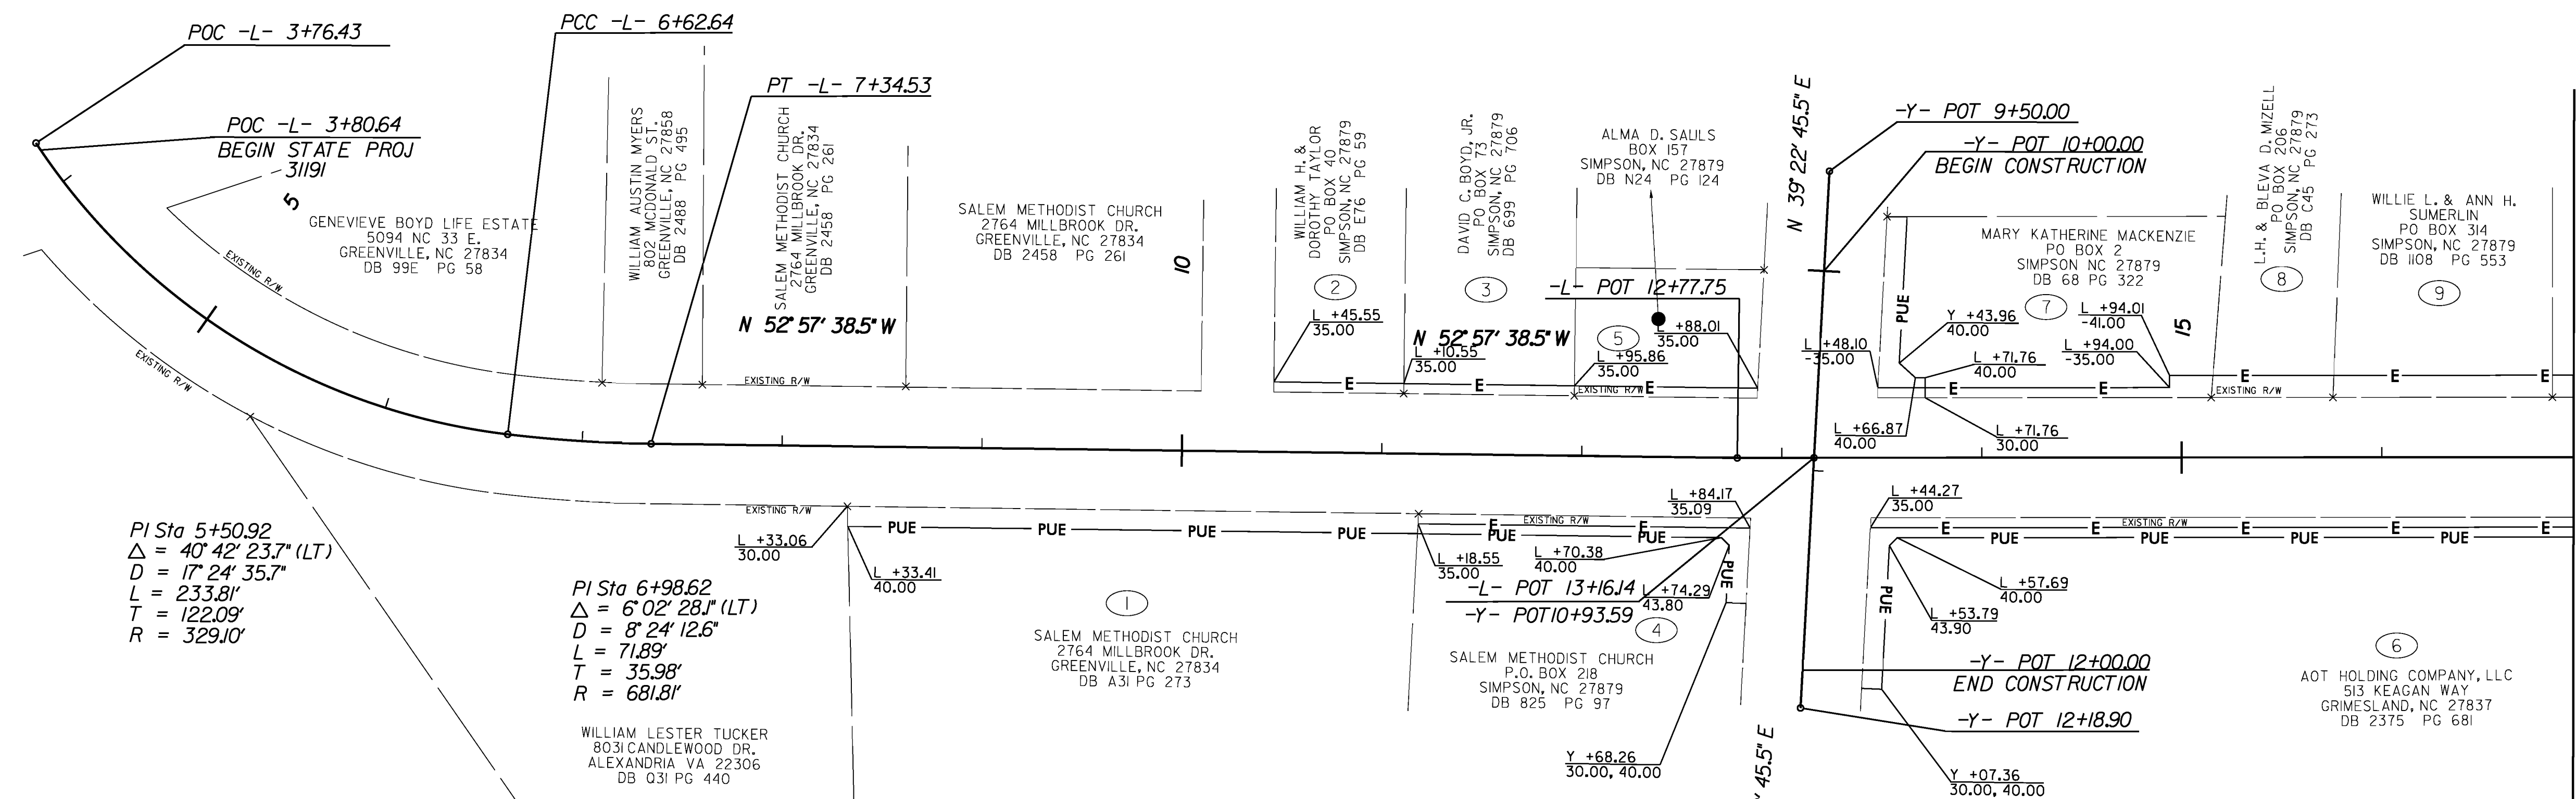 POC -L- 3+76.43
POC -L- 3+80.64
BEGIN STATE PROJ
31191
5
PCC -L- 6+62.64
PT -L- 7+34.53
GENEVIEVE BOYD LIFE ESTATE
5094 NC 33 E.
GREENVILLE, NC 27834
DB 99E PG 58
EXISTING R/W
EXISTING R/W
WILLIAM AUSTIN MYERS
802 MCDONALD ST.
GREENVILLE, NC 27858
DB 2488 PG 495
SALEM METHODIST CHURCH
2764 MILLBROOK DR.
GREENVILLE, NC 27834
DB 2458 PG 261
N 52° 57' 38.5" W
EXISTING R/W
SALEM METHODIST CHURCH
2764 MILLBROOK DR.
GREENVILLE, NC 27834
DB 2458 PG 261
10
WILLIAM H. &
DOROTHY TAYLOR
PO BOX 40
SIMPSON, NC 27879
DB E76 PG 59
2
L +45.55
35.00
E
DAVID C. BOYD, JR.
PO BOX 73
SIMPSON, NC 27879
DB 699 PG 706
3
N 52° 57' 38.5" W
L +10.55
35.00
E
ALMA D. SAULS
BOX 157
SIMPSON, NC 27879
DB N24 PG 124
-L- POT 12+77.75
5
L +88.01
35.00
L +95.86
35.00
EXISTING R/W
E
N 39° 22' 45.5" E
-Y- POT 9+50.00
-Y- POT 10+00.00
BEGIN CONSTRUCTION
MARY KATHERINE MACKENZIE
PO BOX 2
SIMPSON NC 27879
DB 68 PG 322
7
PUE
Y +43.96
40.00
L +94.01
-41.00
L +48.10
-35.00
L +71.76
40.00
L +94.00
-35.00
15
E
E
L +66.87
40.00
L +71.76
30.00
L.H. & BLEVA D. MIZELL
PO BOX 206
SIMPSON, NC 27879
DB C45 PG 273
8
WILLIE L. & ANN H.
SUMERLIN
PO BOX 314
SIMPSON, NC 27879
DB 1108 PG 553
9
E
E
E
EXISTING R/W
PI Sta 5+50.92
Δ = 40° 42' 23.7" (LT)
D = 17° 24' 35.7"
L = 233.81'
T = 122.09'
R = 329.10'
PI Sta 6+98.62
Δ = 6° 02' 28.1" (LT)
D = 8° 24' 12.6"
L = 71.89'
T = 35.98'
R = 681.81'
WILLIAM LESTER TUCKER
8031 CANDLEWOOD DR.
ALEXANDRIA VA 22306
DB Q31 PG 440
EXISTING R/W
L +33.06
30.00
L +33.41
40.00
PUE
PUE
PUE
PUE
1
SALEM METHODIST CHURCH
2764 MILLBROOK DR.
GREENVILLE, NC 27834
DB A31 PG 273
L +84.17
35.09
E
EXISTING R/W
E
PUE
PUE
L +18.55
35.00
L +70.38
40.00
PUE
-L- POT 13+16.14
-Y- POT 10+93.59
L +74.29
43.80
4
SALEM METHODIST CHURCH
P.O. BOX 218
SIMPSON, NC 27879
DB 825 PG 97
Y +68.26
30.00, 40.00
' 45.5" E
L +44.27
35.00
E
E
EXISTING R/W
E
E
E
PUE
PUE
PUE
PUE
PUE
L +57.69
40.00
L +53.79
43.90
-Y- POT 12+00.00
END CONSTRUCTION
-Y- POT 12+18.90
Y +07.36
30.00, 40.00
6
AOT HOLDING COMPANY, LLC
513 KEAGAN WAY
GRIMESLAND, NC 27837
DB 2375 PG 681